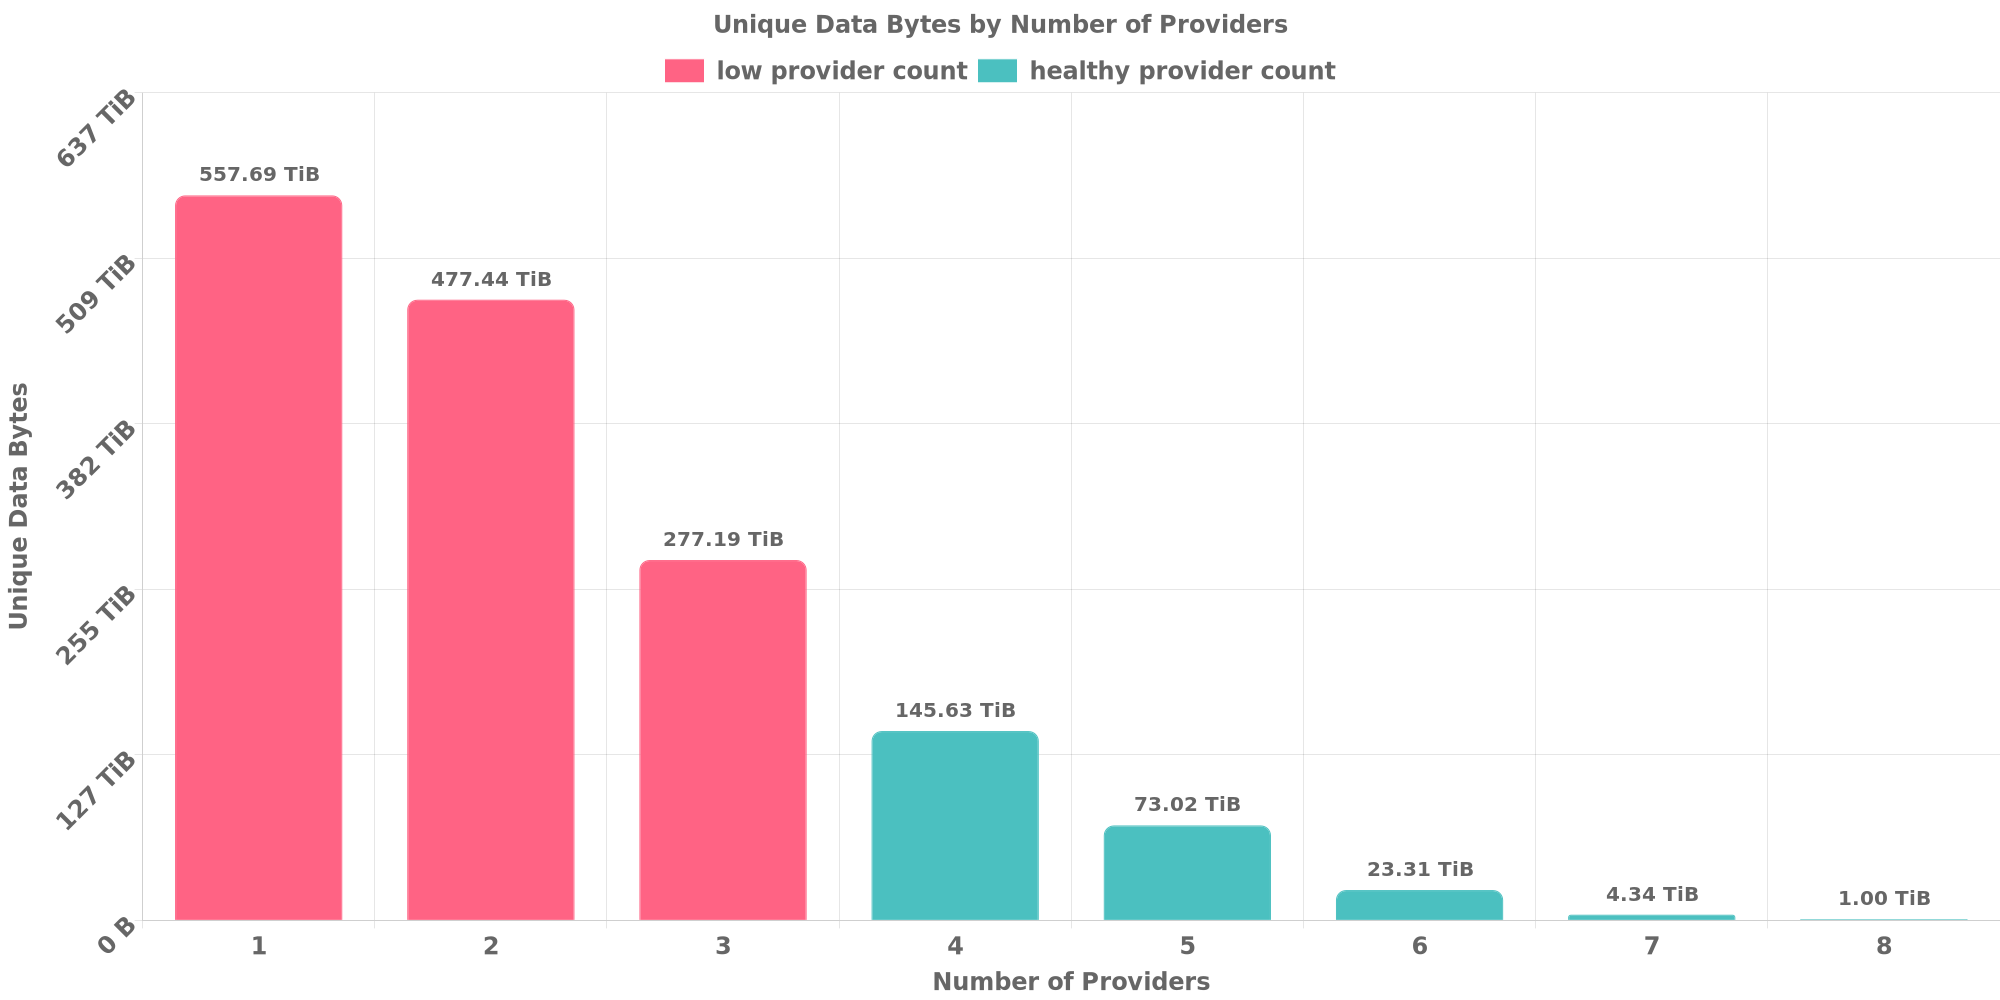 Unique Data Bytes by Number of Providers
low provider count healthy provider count
637 TiB
509 TiB
382 TiB
255 TiB
127 TiB
0 B
Unique Data Bytes
557.69 TiB
477.44 TiB
277.19 TiB
145.63 TiB
73.02 TiB
23.31 TiB
4.34 TiB
1.00 TiB
1 2 3 4 5 6 7 8
Number of Providers